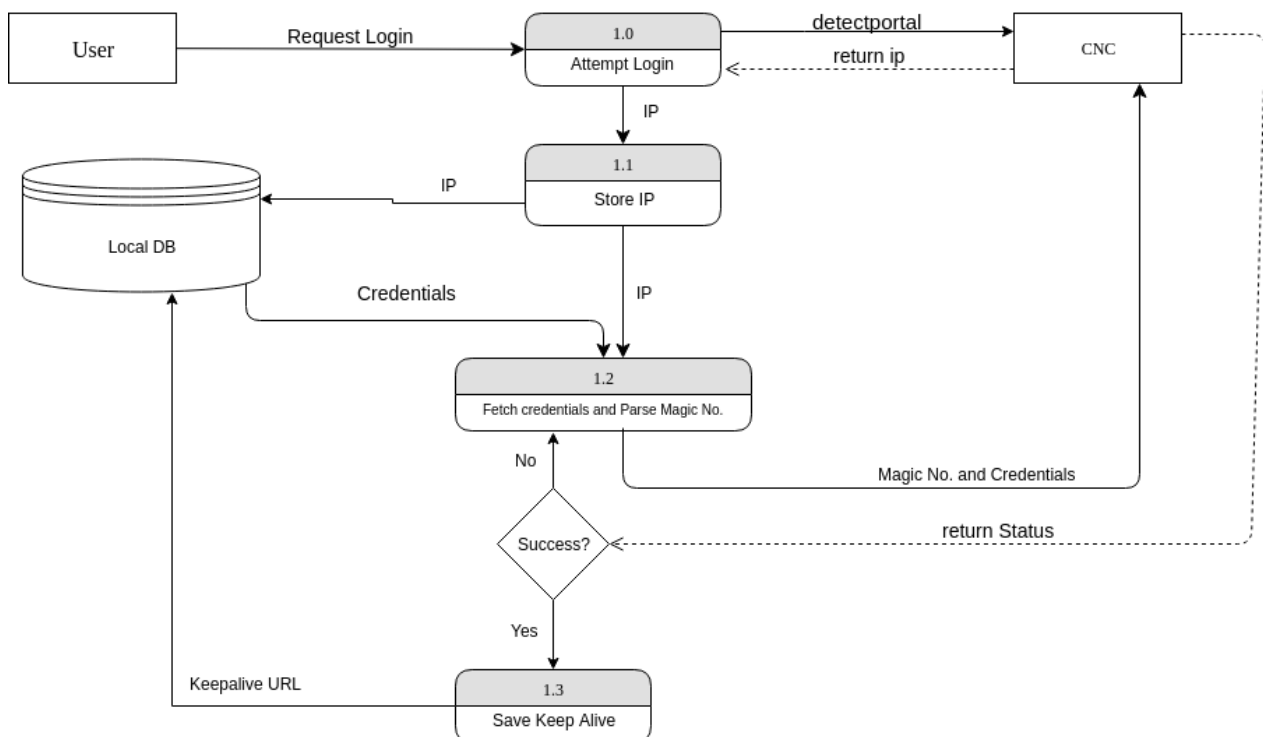 User
Request Login
1.0
Attempt Login
detectportal
return ip
CNC
IP
1.1
Store IP
IP
Local DB
Credentials
IP
1.2
Fetch credentials and Parse Magic No.
No
Magic No. and Credentials
Success?
return Status
Yes
Keepalive URL
1.3
Save Keep Alive